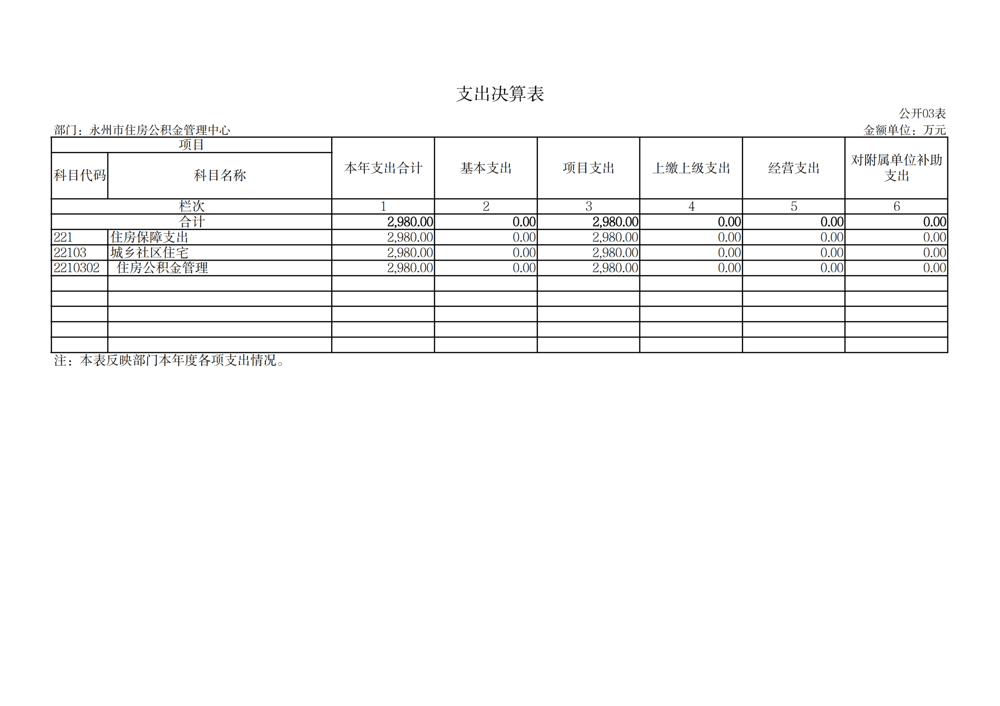 支出决算表
公开03表
部门：永州市住房公积金管理中心 金额单位：万元
项目 本年支出合计 基本支出 项目支出 上缴上级支出 经营支出 对附属单位补助
支出
科目代码 科目名称
栏次 1 2 3 4 5 6
合计 2,980.00 0.00 2,980.00 0.00 0.00 0.00
221 住房保障支出 2,980.00 0.00 2,980.00 0.00 0.00 0.00
22103 城乡社区住宅 2,980.00 0.00 2,980.00 0.00 0.00 0.00
2210302 住房公积金管理 2,980.00 0.00 2,980.00 0.00 0.00 0.00
注：本表反映部门本年度各项支出情况。